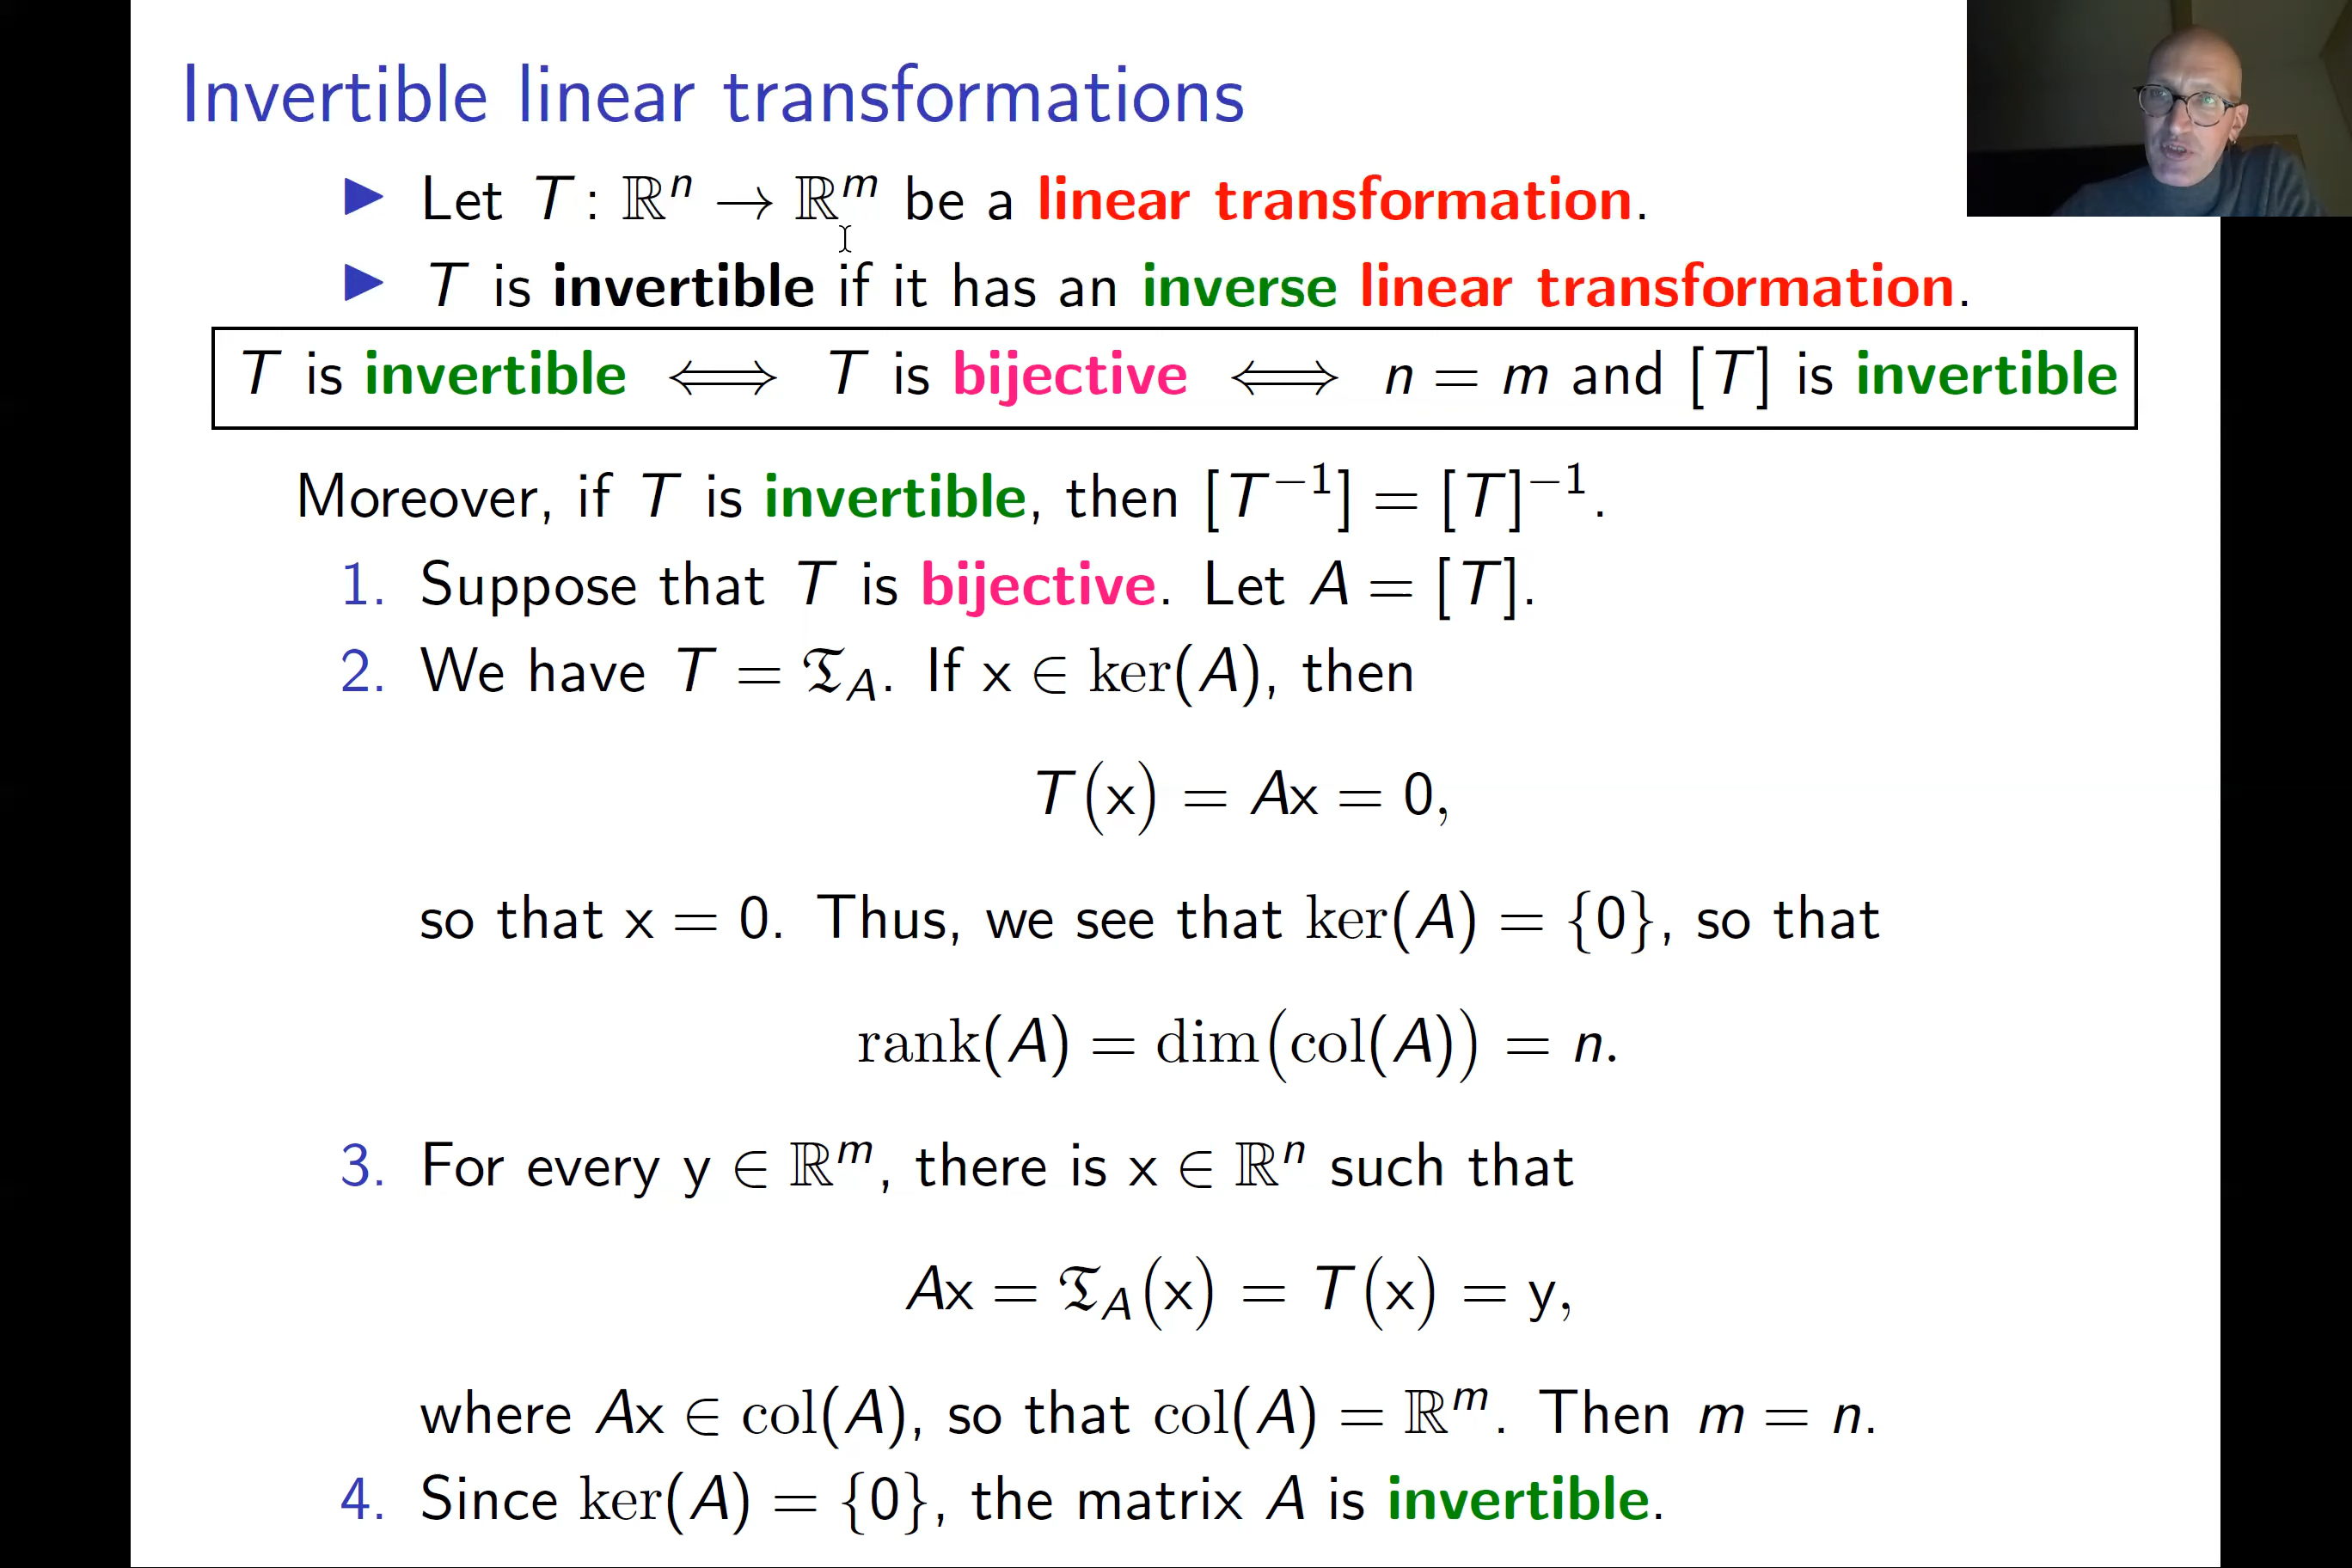 Invertible linear transformations
▶ Let T : ℝⁿ → ℝᵐ be a linear transformation.
▶ T is invertible if it has an inverse linear transformation.
T is invertible ⟺ T is bijective ⟺ n = m and [T] is invertible
Moreover, if T is invertible, then [T⁻¹] = [T]⁻¹.
1. Suppose that T is bijective. Let A = [T].
2. We have T = 𝔗_A. If x ∈ ker(A), then
T(x) = Ax = 0,
so that x = 0. Thus, we see that ker(A) = {0}, so that
rank(A) = dim(col(A)) = n.
3. For every y ∈ ℝᵐ, there is x ∈ ℝⁿ such that
Ax = 𝔗_A(x) = T(x) = y,
where Ax ∈ col(A), so that col(A) = ℝᵐ. Then m = n.
4. Since ker(A) = {0}, the matrix A is invertible.